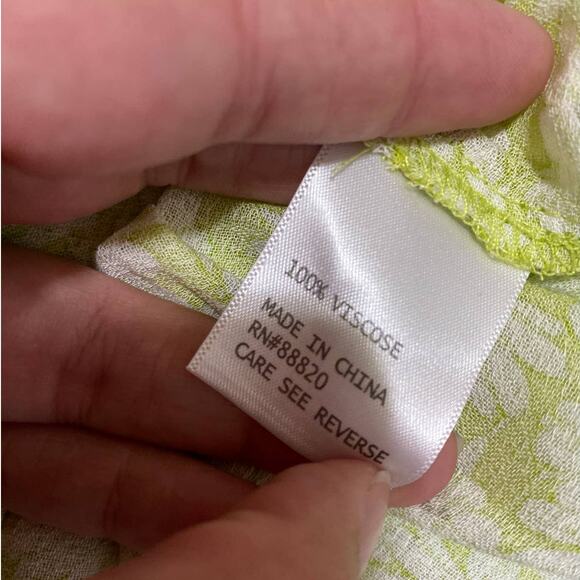 100% VISCOSE
MADE IN CHINA
RN#88820
CARE SEE REVERSE